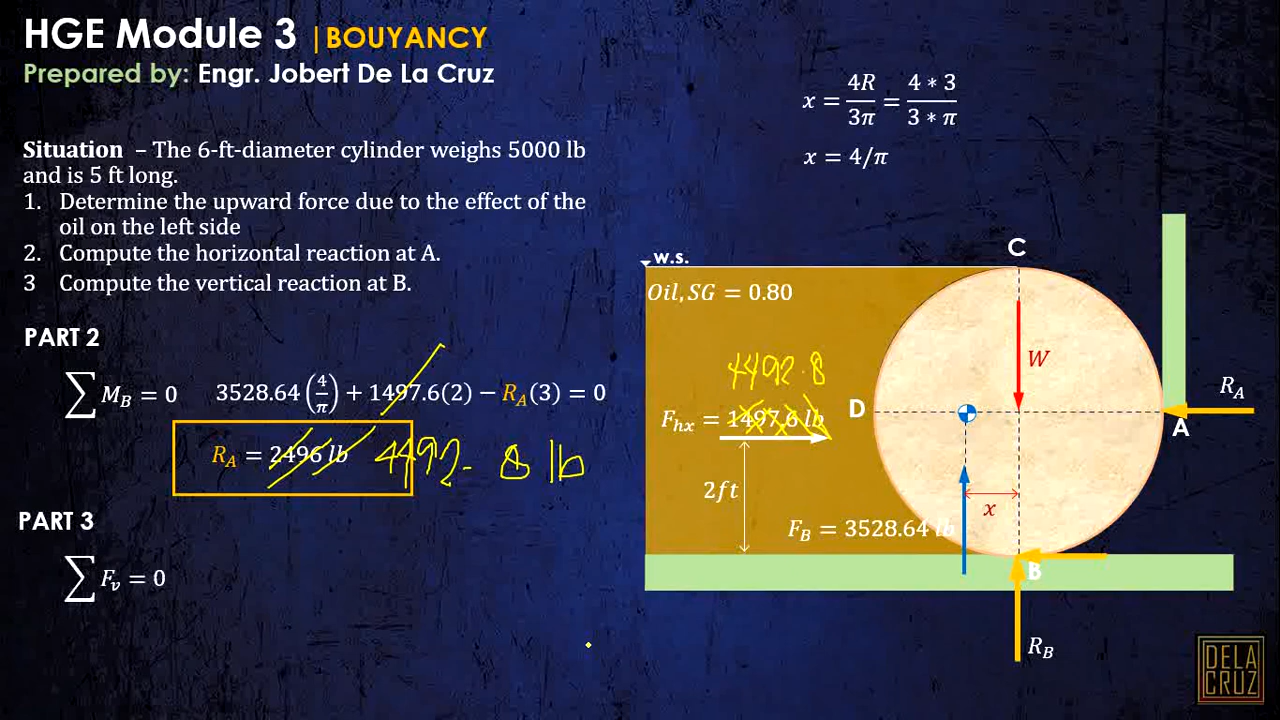 HGE Module 3 |BOUYANCY
Prepared by: Engr. Jobert De La Cruz
Situation – The 6-ft-diameter cylinder weighs 5000 lb
and is 5 ft long.
1. Determine the upward force due to the effect of the
oil on the left side
2. Compute the horizontal reaction at A.
3 Compute the vertical reaction at B.
PART 2
∑ M_B = 0 3528.64 (4/π) + 1497.6(2) − R_A(3) = 0
R_A = 2496 lb 4492.8 lb
PART 3
∑ F_v = 0
x = 4R/3π = 4 * 3/3 * π
x = 4/π
C
w.s.
Oil, SG = 0.80
W
4492.8
R_A
D
F_hx = 1497.6 lb
A
2ft
x
F_B = 3528.64 lb
B
R_B
DELA
CRUZ